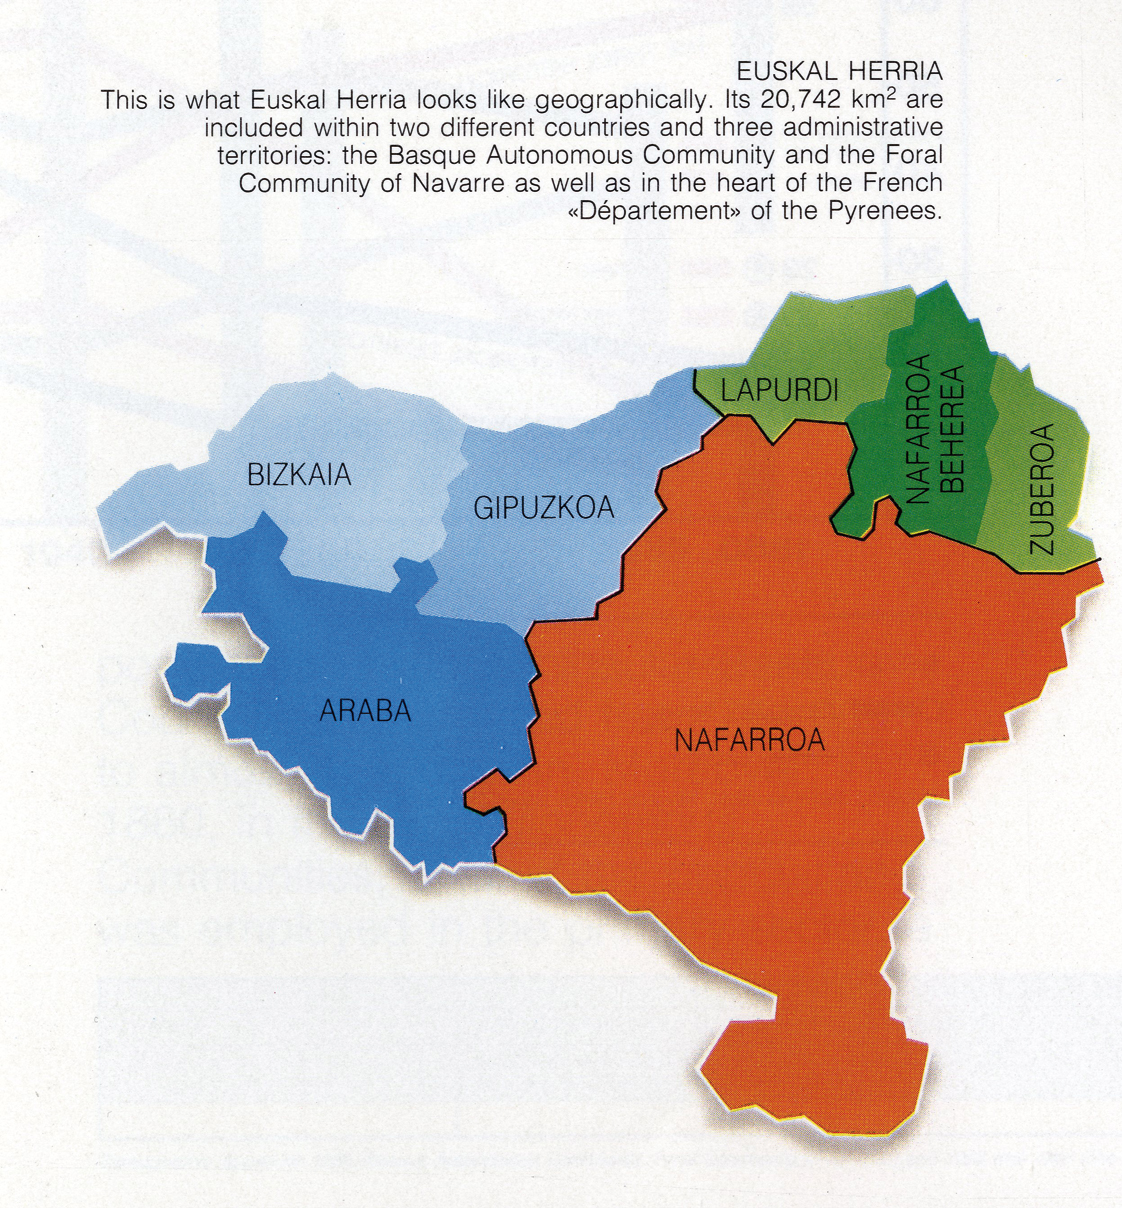 EUSKAL HERRIA
This is what Euskal Herria looks like geographically. Its 20,742 km² are
included within two different countries and three administrative
territories: the Basque Autonomous Community and the Foral
Community of Navarre as well as in the heart of the French
«Département» of the Pyrenees.
LAPURDI
NAFARROA
BEHEREA
ZUBEROA
BIZKAIA
GIPUZKOA
ARABA
NAFARROA